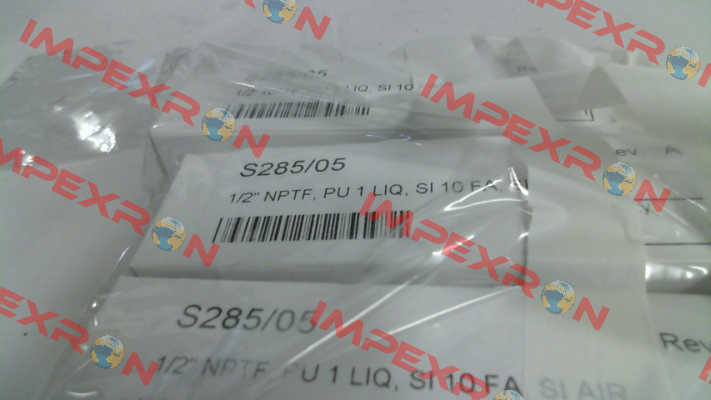 S285/05
1/2" NPTF, PU 1 LIQ, SI 10
Re
S285/05
1/2" NPTF, PU 1 LIQ, SI 10 FA,
ev A
S285/05
1/2" NPTF, PU 1 LIQ, SI 10 FA SI AIR
Rev
IMPEXRON
IMPEXRON
IMPEXRON
IMPEXRON
IMPEXRON
IMPEXRON